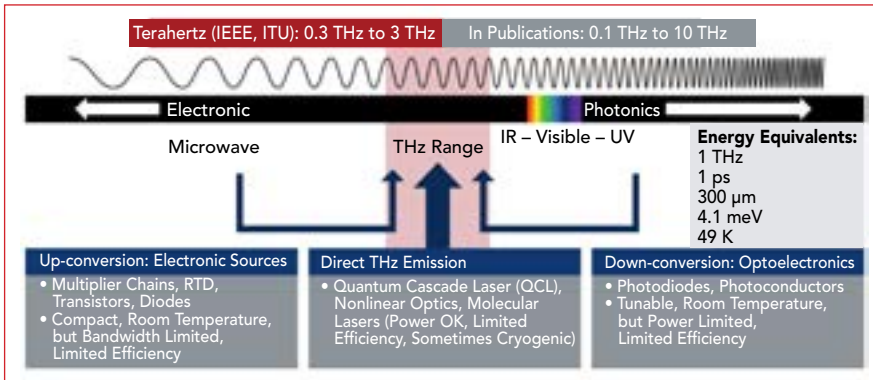 Terahertz (IEEE, ITU): 0.3 THz to 3 THz
In Publications: 0.1 THz to 10 THz
Electronic
Photonics
Microwave
THz Range
IR – Visible – UV
Energy Equivalents:
1 THz
1 ps
300 µm
4.1 meV
49 K
Up-conversion: Electronic Sources
• Multiplier Chains, RTD,
Transistors, Diodes
• Compact, Room Temperature,
but Bandwidth Limited,
Limited Efficiency
Direct THz Emission
• Quantum Cascade Laser (QCL),
Nonlinear Optics, Molecular
Lasers (Power OK, Limited
Efficiency, Sometimes Cryogenic)
Down-conversion: Optoelectronics
• Photodiodes, Photoconductors
• Tunable, Room Temperature,
but Power Limited,
Limited Efficiency